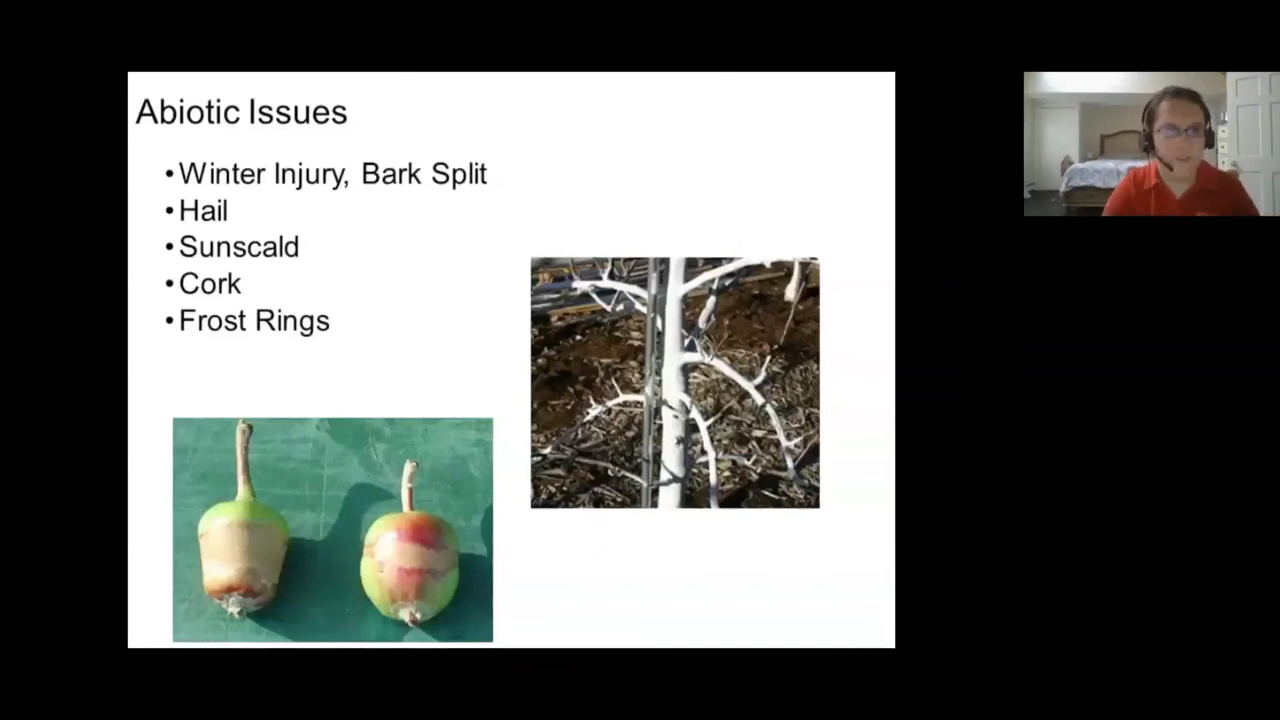 Abiotic Issues
•Winter Injury, Bark Split
•Hail
•Sunscald
•Cork
•Frost Rings